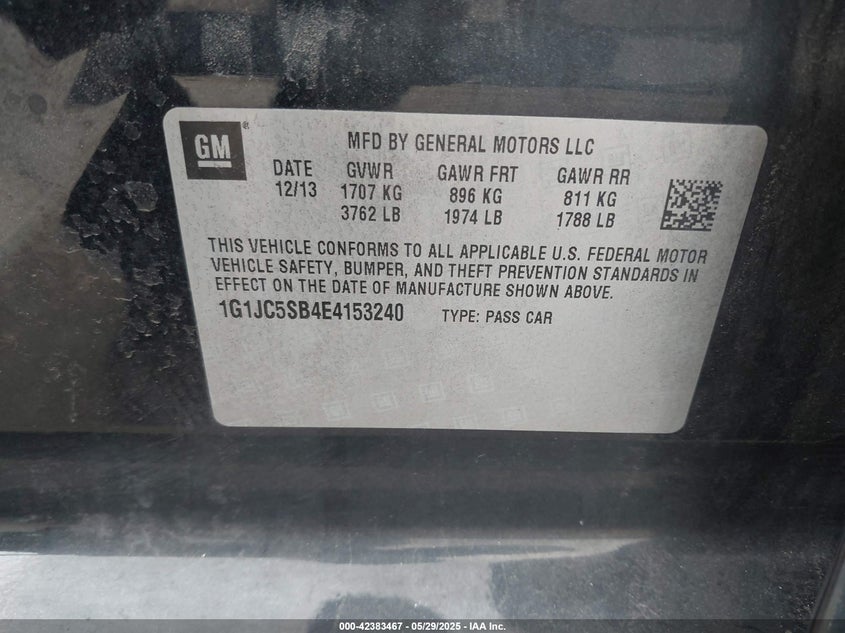 GM®
MFD BY GENERAL MOTORS LLC
DATE GVWR GAWR FRT GAWR RR
12/13 1707 KG 896 KG 811 KG
3762 LB 1974 LB 1788 LB
THIS VEHICLE CONFORMS TO ALL APPLICABLE U.S. FEDERAL MOTOR
VEHICLE SAFETY, BUMPER, AND THEFT PREVENTION STANDARDS IN
EFFECT ON THE DATE OF MANUFACTURE SHOWN ABOVE.
1G1JC5SB4E4153240 TYPE: PASS CAR
000-42383467 - 05/29/2025 - IAA Inc.